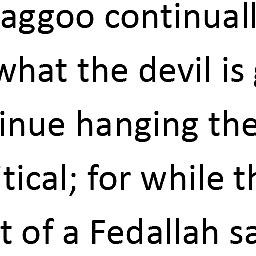 aggoo continuall
what the devil is
inue hanging the
tical; for while th
t of a Fedallah sa